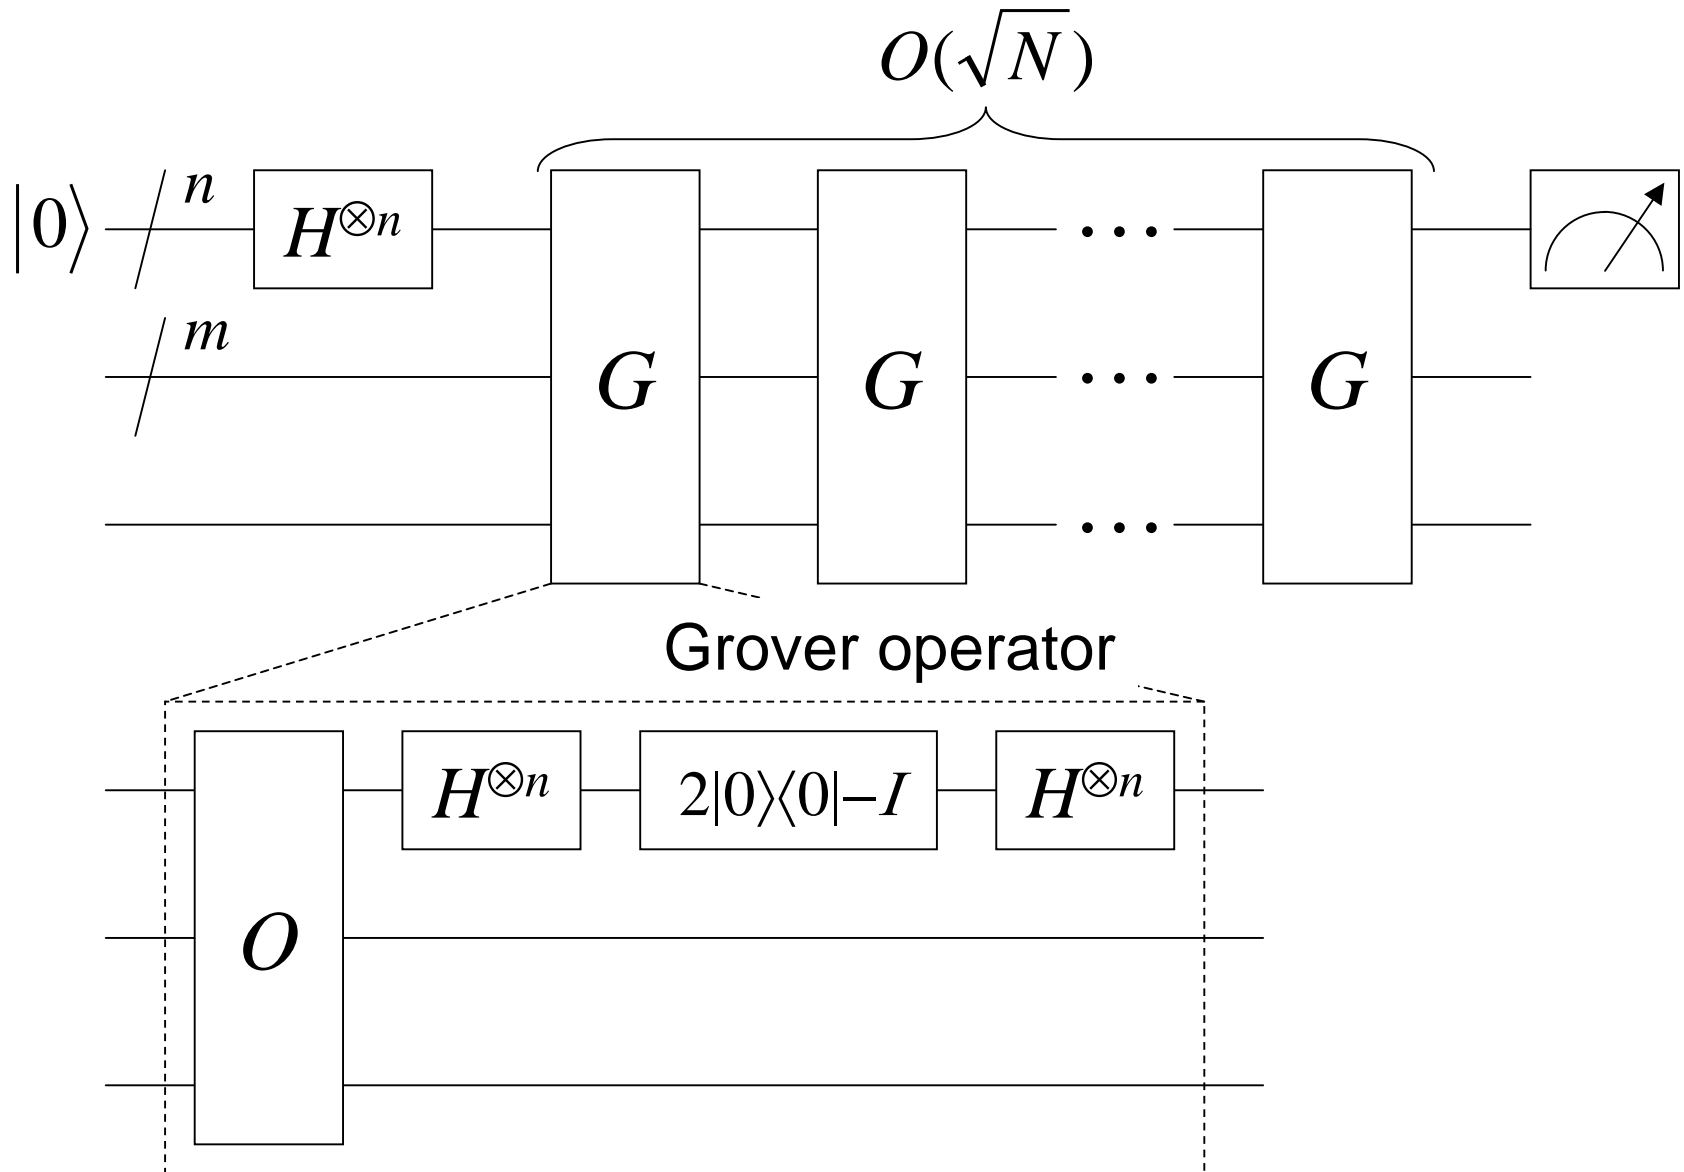 O(√N)
|0⟩ n H⊗n
m
G G ... G
Grover operator
H⊗n 2|0⟩⟨0|−I H⊗n
O